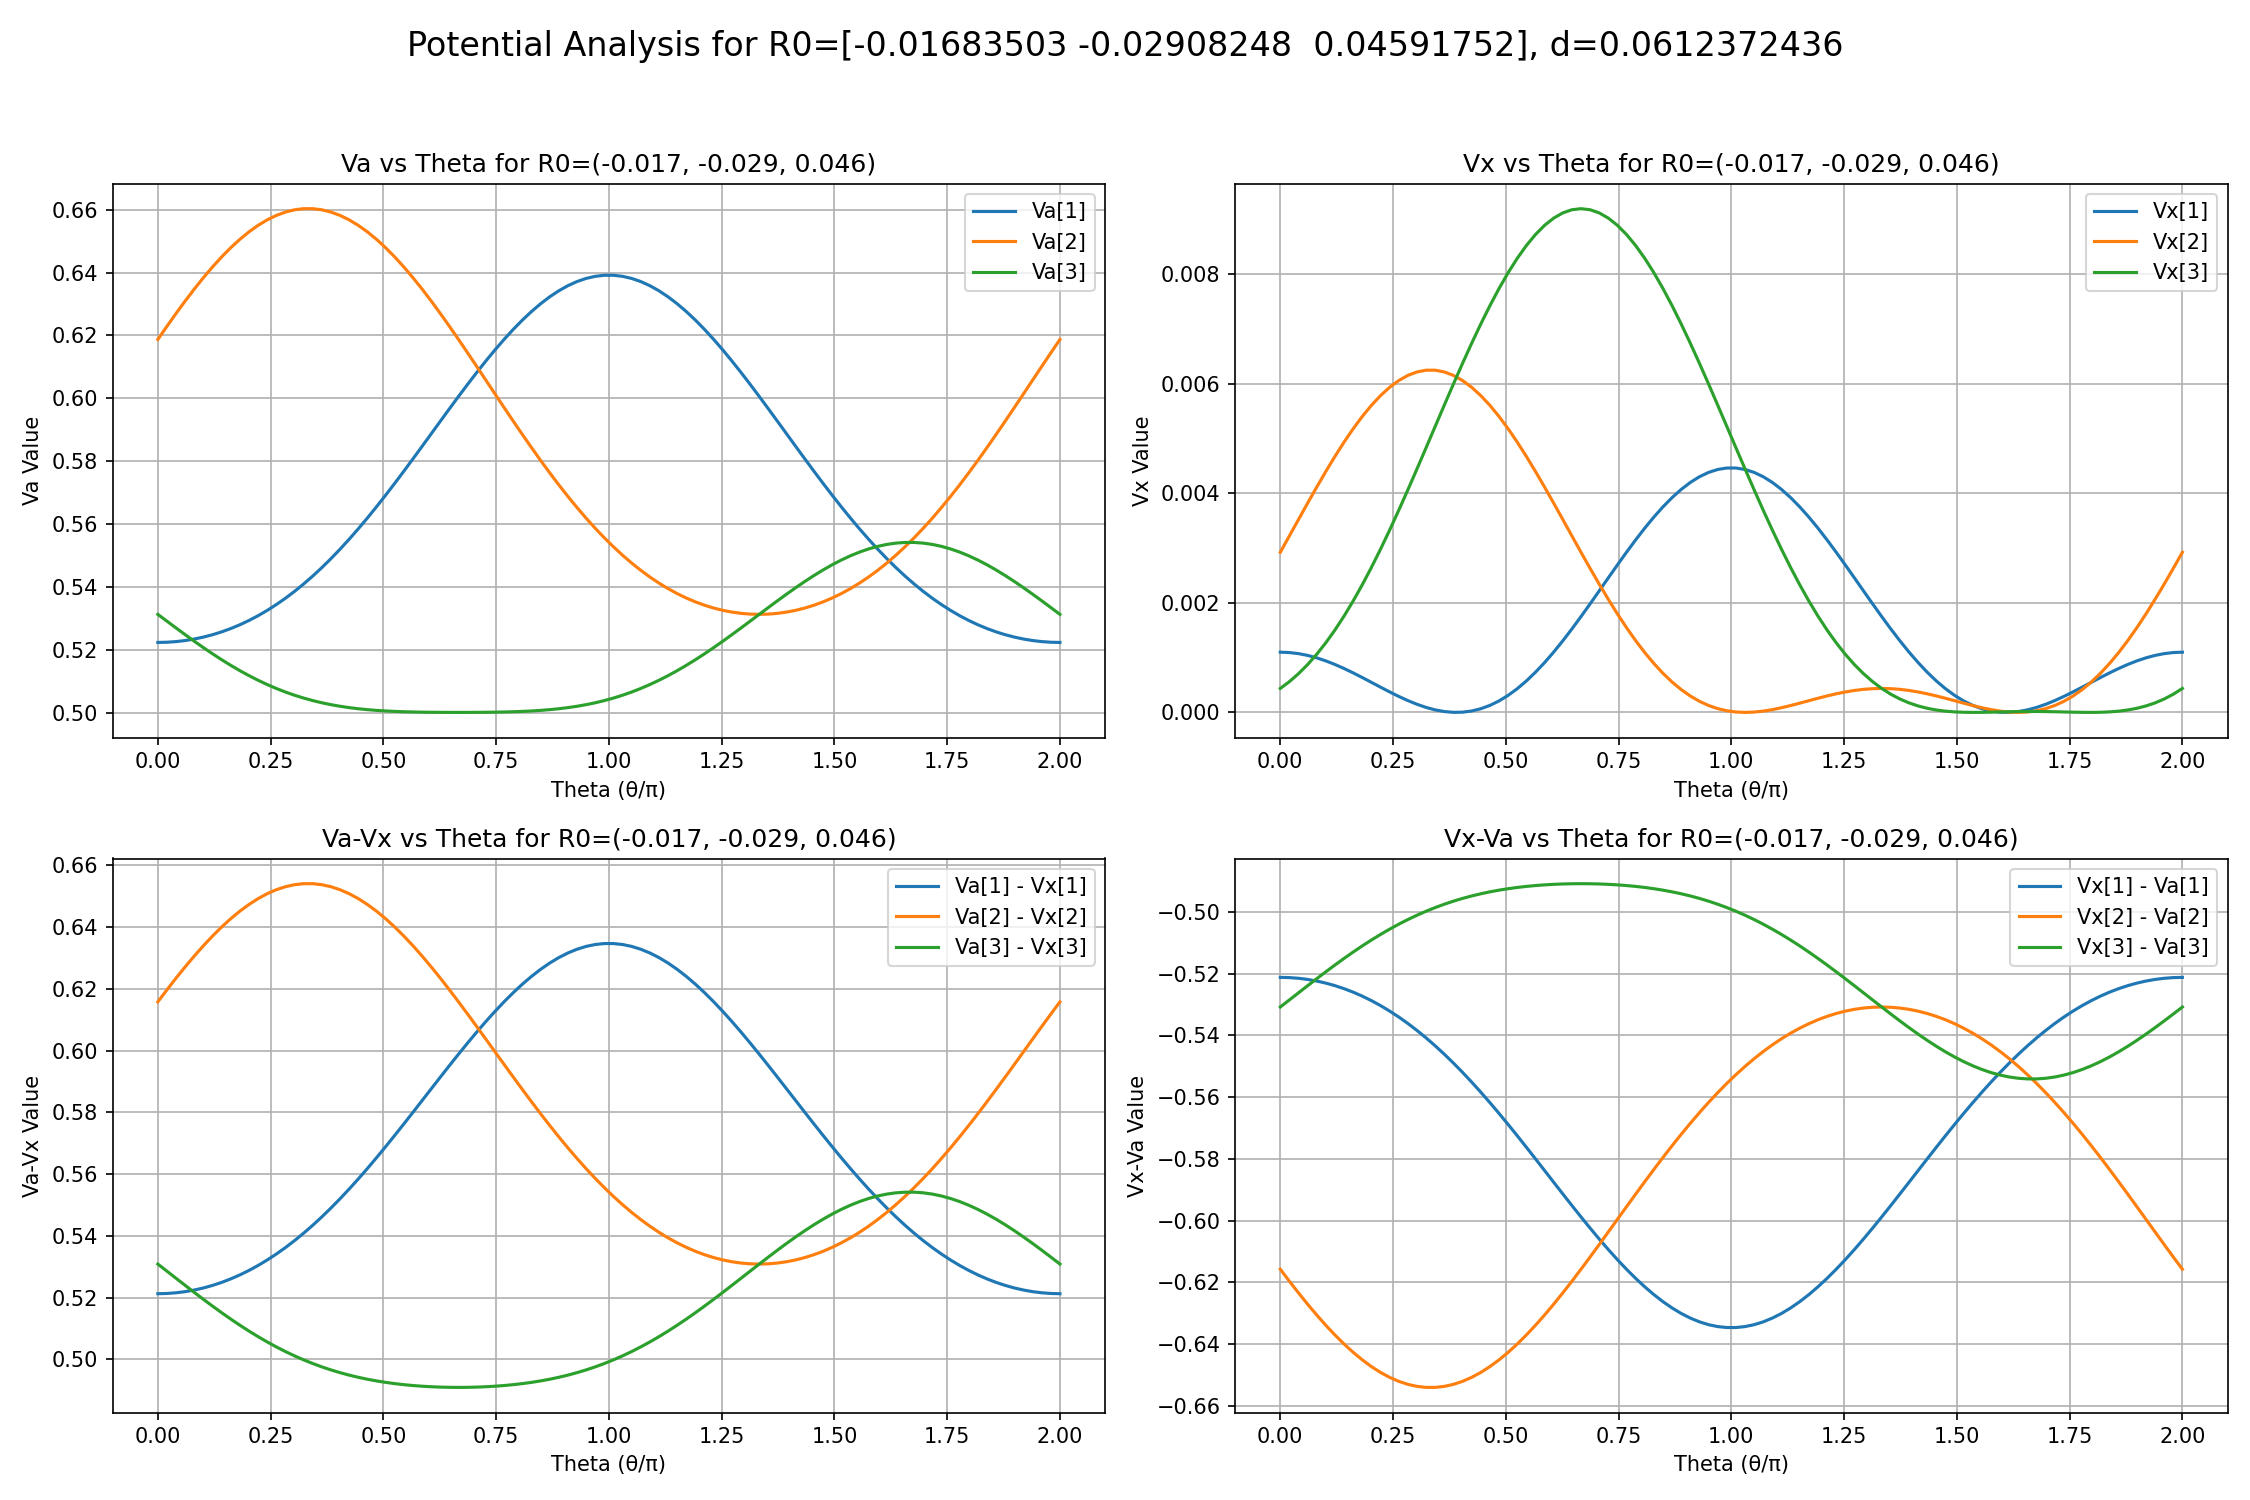 Potential Analysis for R0=[-0.01683503 -0.02908248  0.04591752], d=0.0612372436
Va vs Theta for R0=(-0.017, -0.029, 0.046)
Va Value
0.66
0.64
0.62
0.60
0.58
0.56
0.54
0.52
0.50
Va[1]
Va[2]
Va[3]
0.00 0.25 0.50 0.75 1.00 1.25 1.50 1.75 2.00
Theta (θ/π)
Vx vs Theta for R0=(-0.017, -0.029, 0.046)
Vx Value
0.008
0.006
0.004
0.002
0.000
Vx[1]
Vx[2]
Vx[3]
0.00 0.25 0.50 0.75 1.00 1.25 1.50 1.75 2.00
Theta (θ/π)
Va-Vx vs Theta for R0=(-0.017, -0.029, 0.046)
Va-Vx Value
0.66
0.64
0.62
0.60
0.58
0.56
0.54
0.52
0.50
Va[1] - Vx[1]
Va[2] - Vx[2]
Va[3] - Vx[3]
0.00 0.25 0.50 0.75 1.00 1.25 1.50 1.75 2.00
Theta (θ/π)
Vx-Va vs Theta for R0=(-0.017, -0.029, 0.046)
Vx-Va Value
−0.50
−0.52
−0.54
−0.56
−0.58
−0.60
−0.62
−0.64
−0.66
Vx[1] - Va[1]
Vx[2] - Va[2]
Vx[3] - Va[3]
0.00 0.25 0.50 0.75 1.00 1.25 1.50 1.75 2.00
Theta (θ/π)